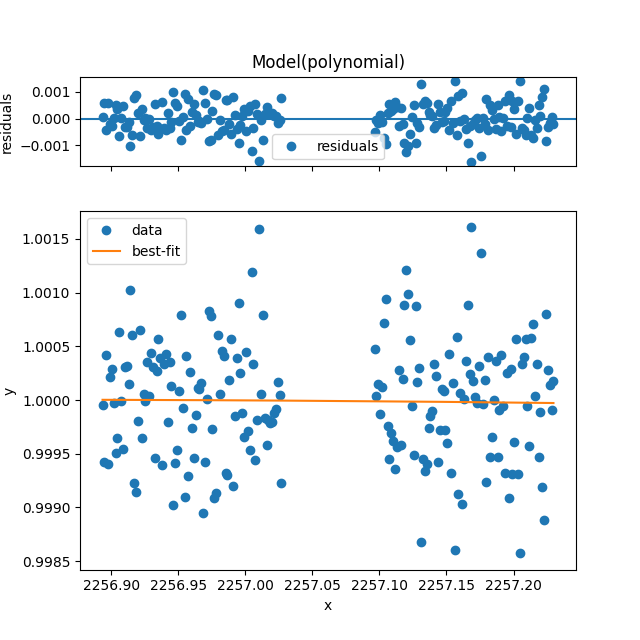 Model(polynomial)
residuals
0.001
0.000
−0.001
residuals
y
1.0015
1.0010
1.0005
1.0000
0.9995
0.9990
0.9985
data
best-fit
2256.90 2256.95 2257.00 2257.05 2257.10 2257.15 2257.20
x